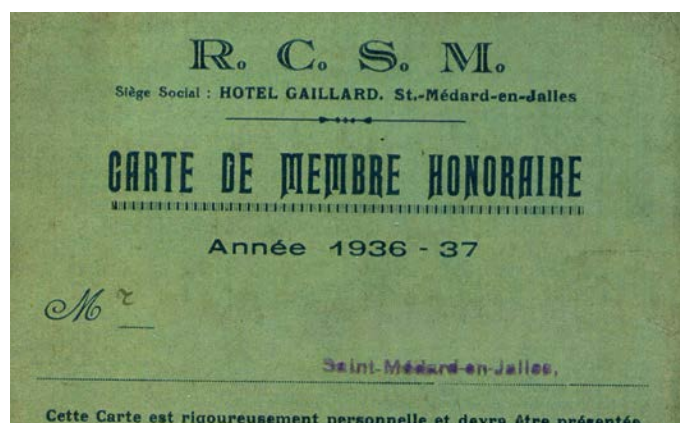 R. C. S. M.
Siège Social : HOTEL GAILLARD. St.-Médard-en-Jalles
CARTE DE MEMBRE HONORAIRE
Année 1936 - 37
M r
Saint-Médard-en-Jalles,
Cette Carte est rigoureusement personnelle et devra être présentée